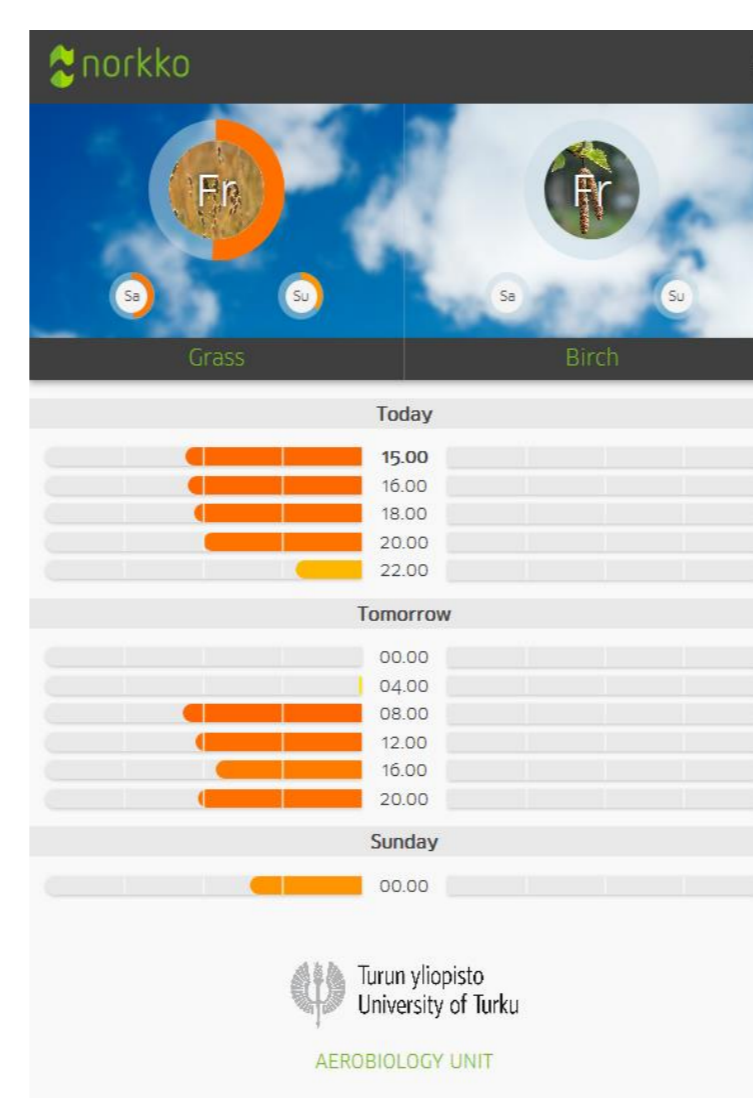 norkko
Fr Fr
Sa Su Sa Su
Grass Birch
Today
15.00
16.00
18.00
20.00
22.00
Tomorrow
00.00
04.00
08.00
12.00
16.00
20.00
Sunday
00.00
Turun yliopisto
University of Turku
AEROBIOLOGY UNIT